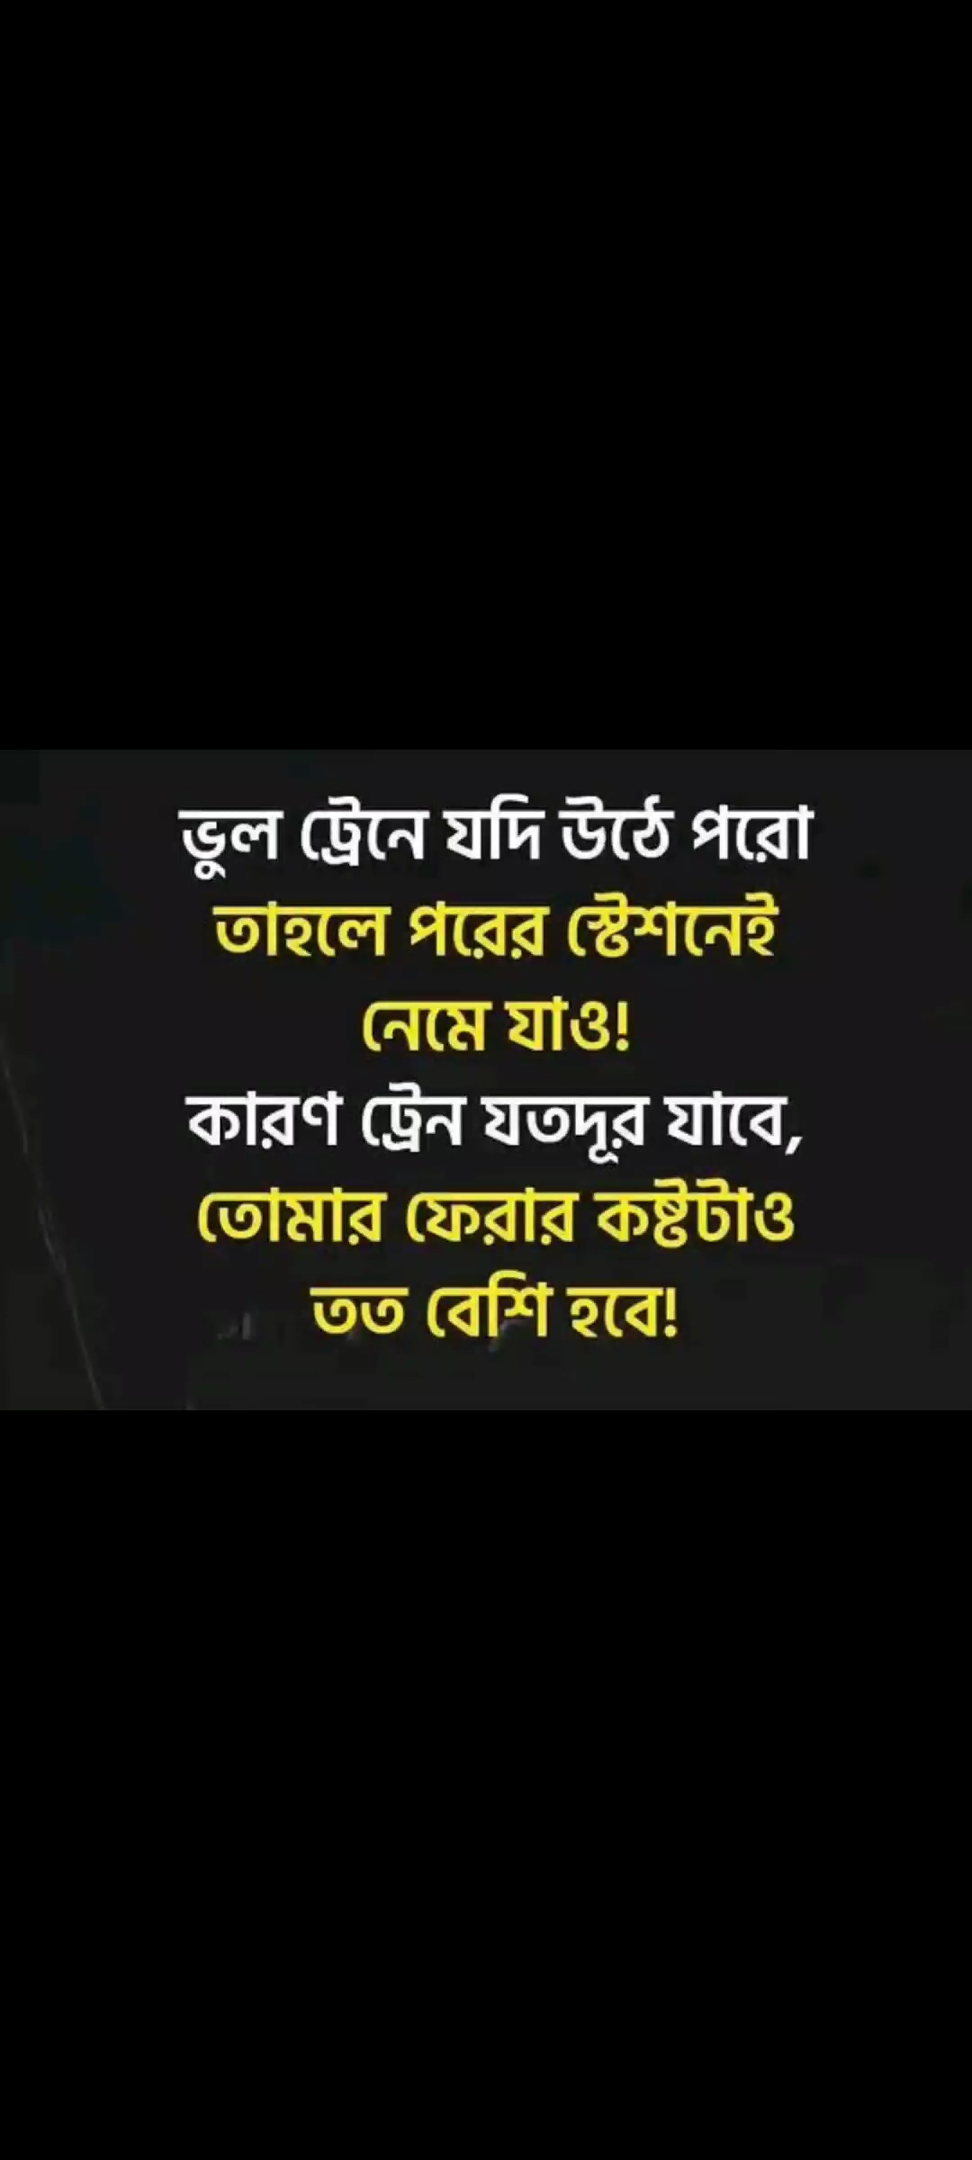 ভুল ট্রেনে যদি উঠে পরো
তাহলে পরের স্টেশনেই
নেমে যাও!
কারণ ট্রেন যতদূর যাবে,
তোমার ফেরার কষ্টটাও
তত বেশি হবে!